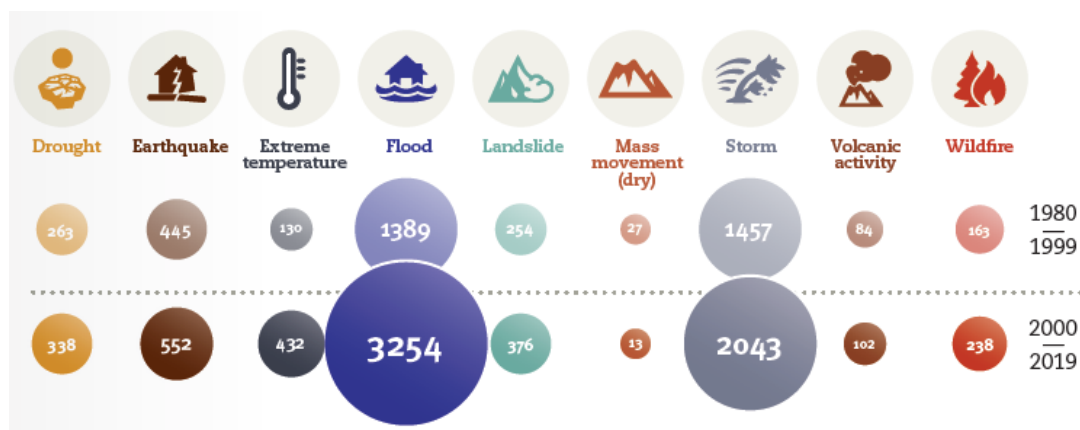 Drought Earthquake Extreme Flood Landslide Mass Storm Volcanic Wildfire
temperature movement activity
(dry)
263 445 130 1389 254 27 1457 84 163 1980
1999
338 552 432 3254 376 13 2043 102 238 2000
2019